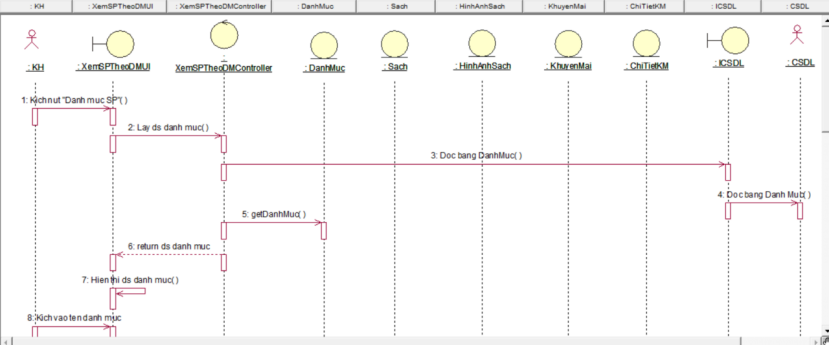 : KH
: XemSPTheoDMUI
: XemSPTheoDMController
: DanhMuc
: Sach
: HinhAnhSach
: KhuyenMai
: ChiTietKM
: ICSDL
: CSDL
: KH
: XemSPTheoDMUI
XemSPTheoDMController
: DanhMuc
: Sach
: HinhAnhSach
: KhuyenMai
: ChiTietKM
: ICSDL
: CSDL
1: Kich nut "Danh muc SP"( )
2: Lay ds danh muc( )
3: Doc bang DanhMuc( )
4: Doc bang Danh Muc( )
5: getDanhMuc( )
6: return ds danh muc
7: Hien thi ds danh muc( )
8: Kich vao ten danh muc